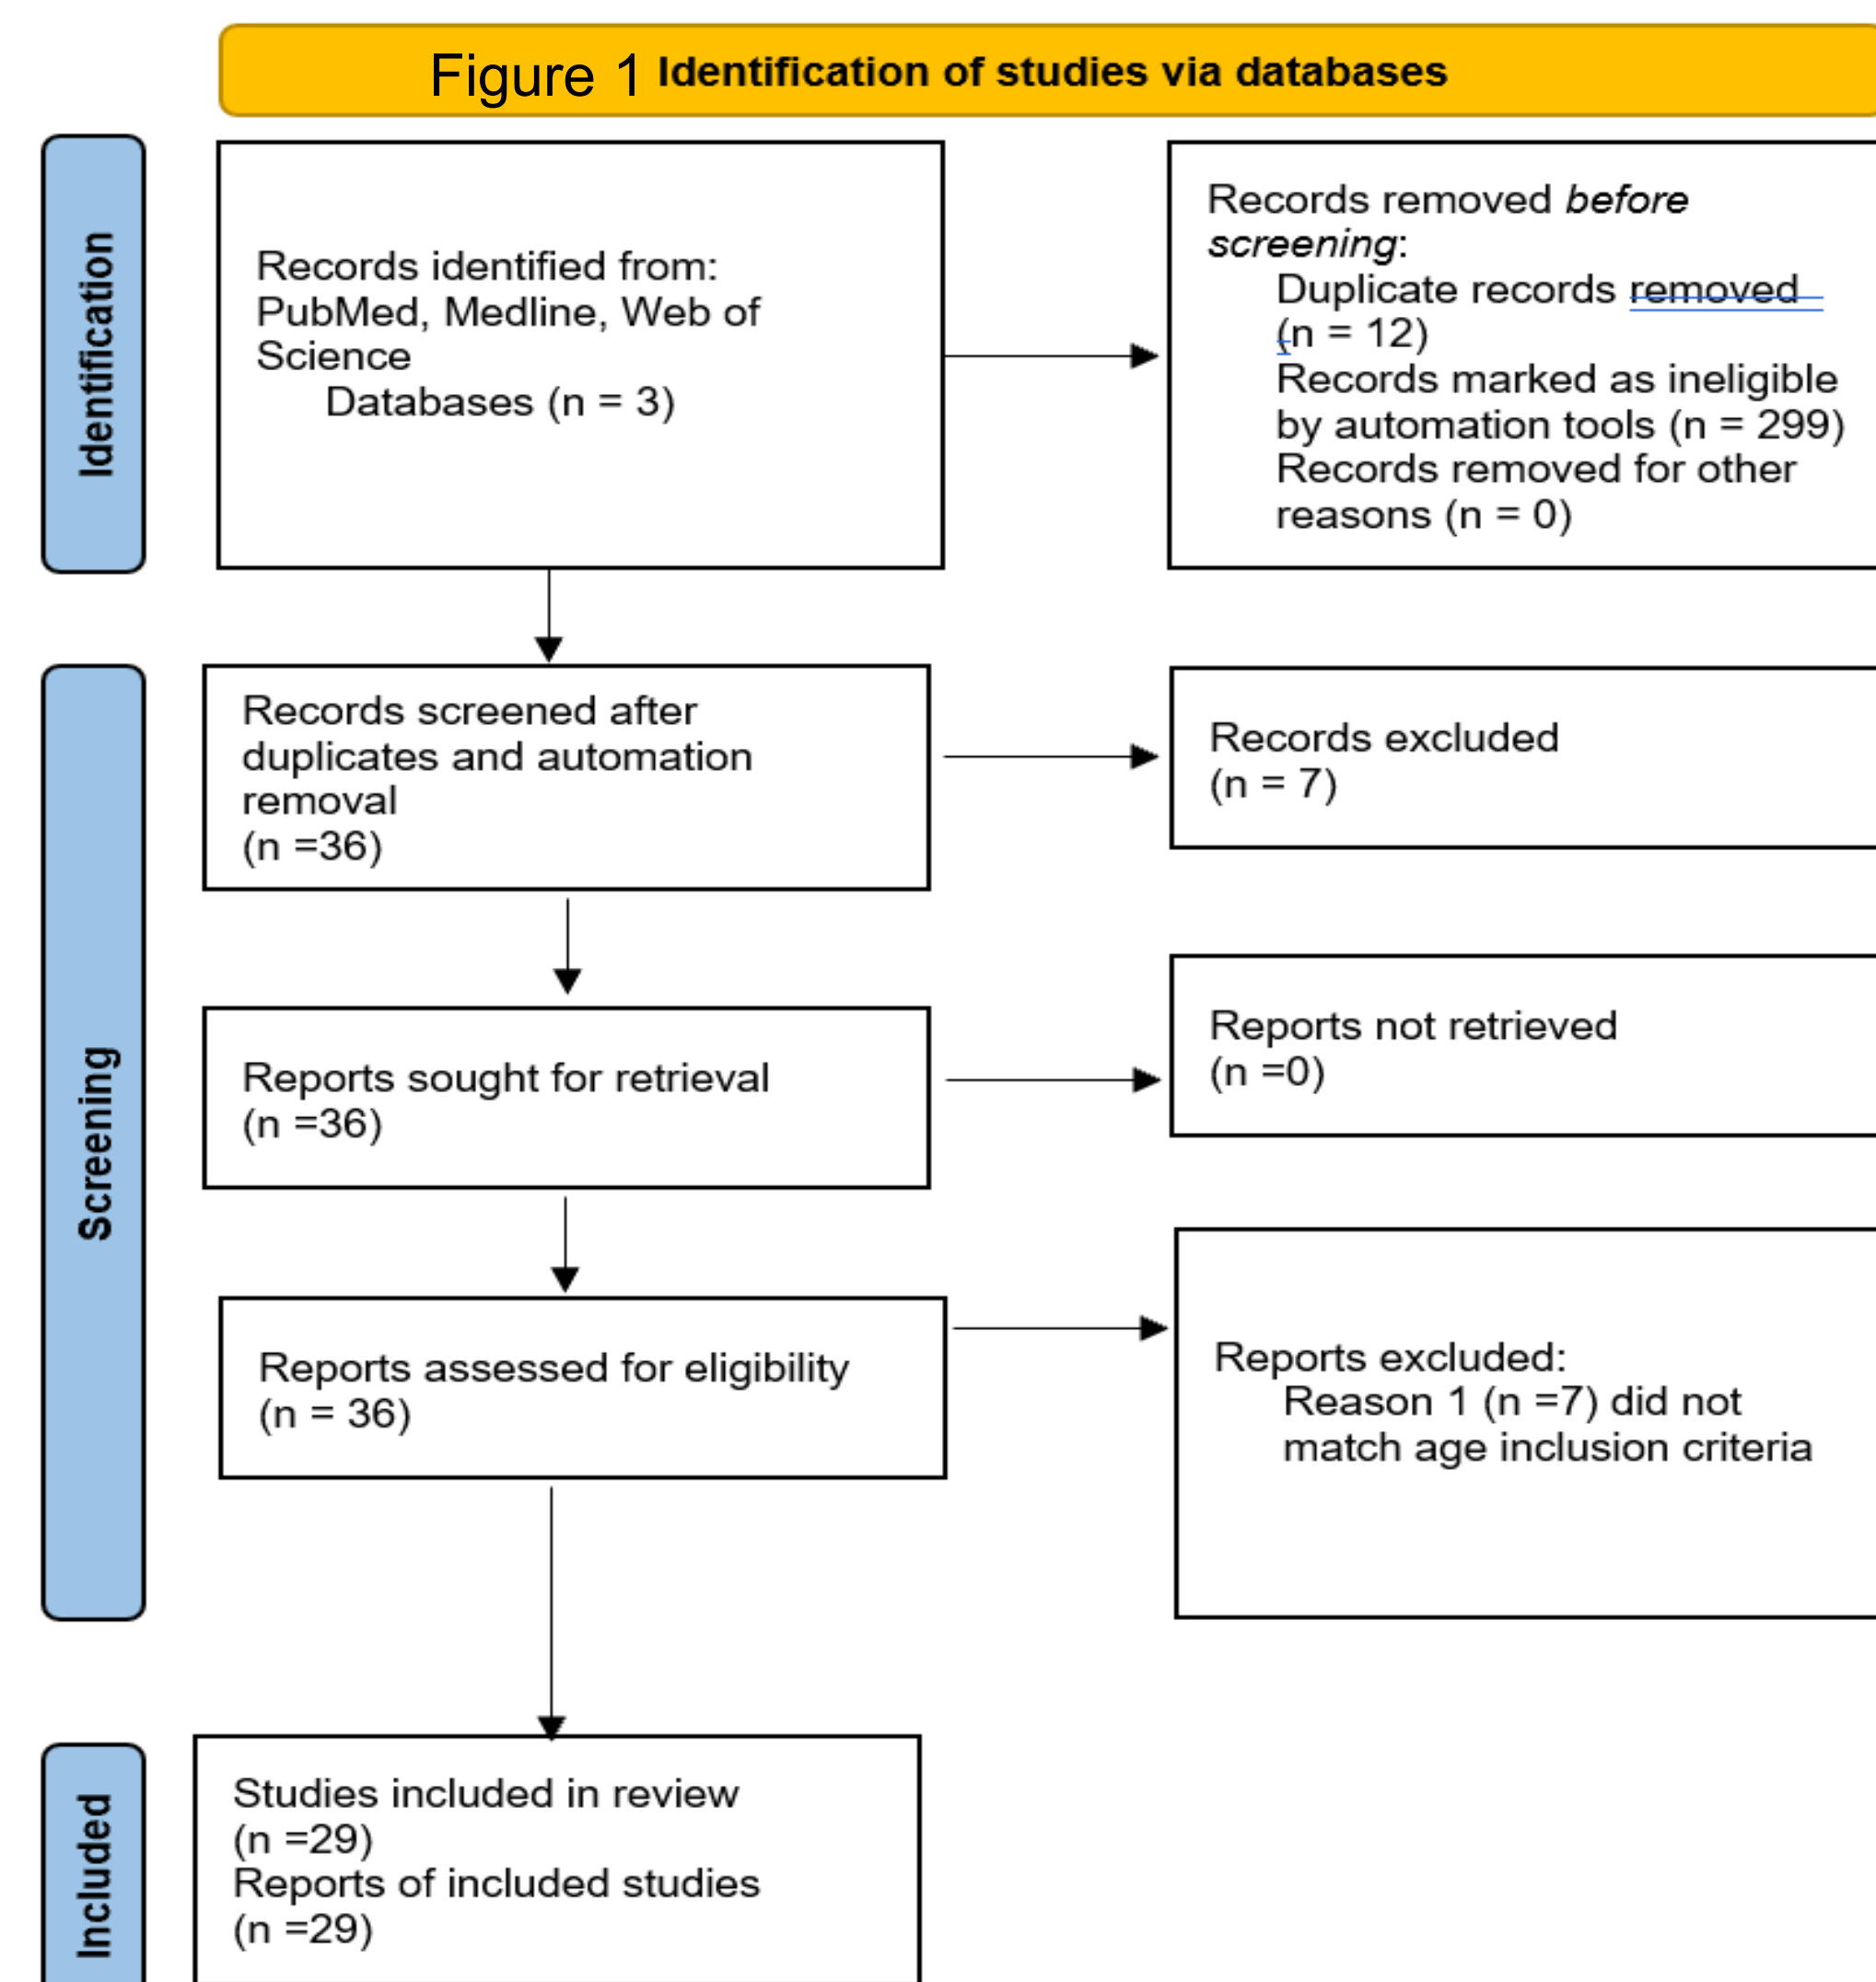 Figure 1 Identification of studies via databases
Identification
Records identified from:
PubMed, Medline, Web of
Science
Databases (n = 3)
Records removed before
screening:
Duplicate records removed
(n = 12)
Records marked as ineligible
by automation tools (n = 299)
Records removed for other
reasons (n = 0)
Screening
Records screened after
duplicates and automation
removal
(n =36)
Records excluded
(n = 7)
Reports sought for retrieval
(n =36)
Reports not retrieved
(n =0)
Reports assessed for eligibility
(n = 36)
Reports excluded:
Reason 1 (n =7) did not
match age inclusion criteria
Included
Studies included in review
(n =29)
Reports of included studies
(n =29)